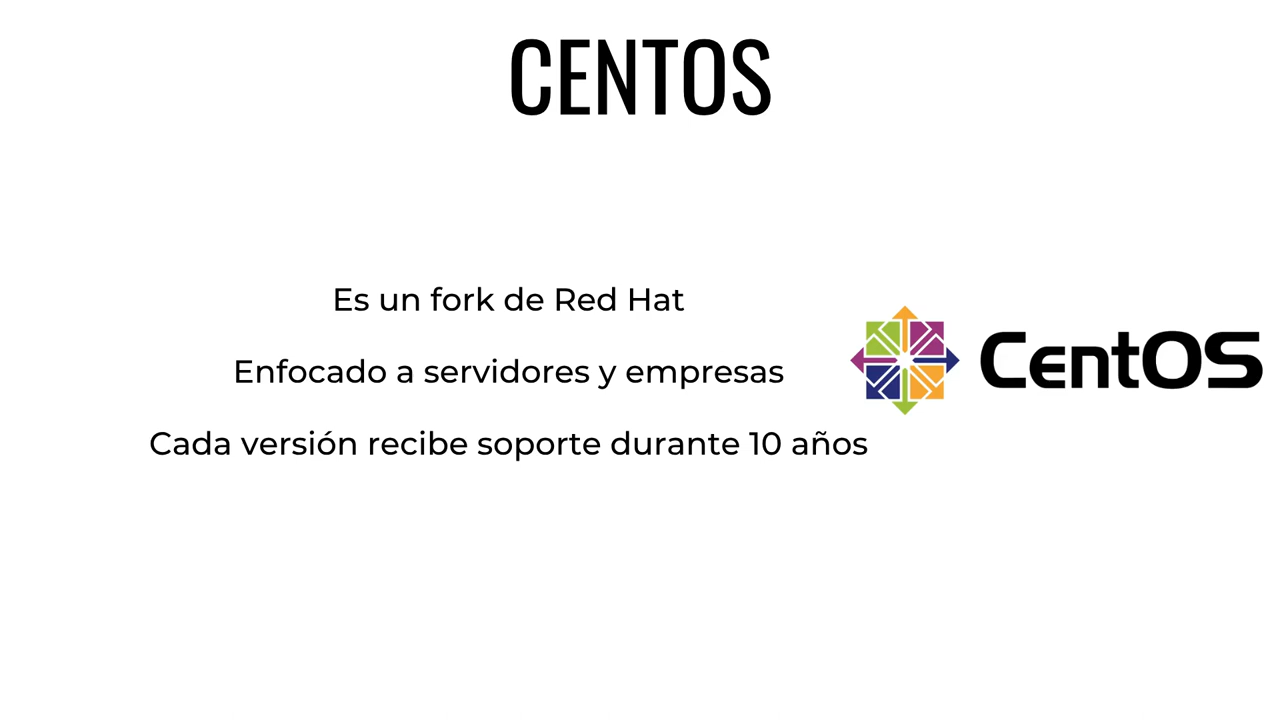 CENTOS
Es un fork de Red Hat
Enfocado a servidores y empresas
CentOS
Cada versión recibe soporte durante 10 años